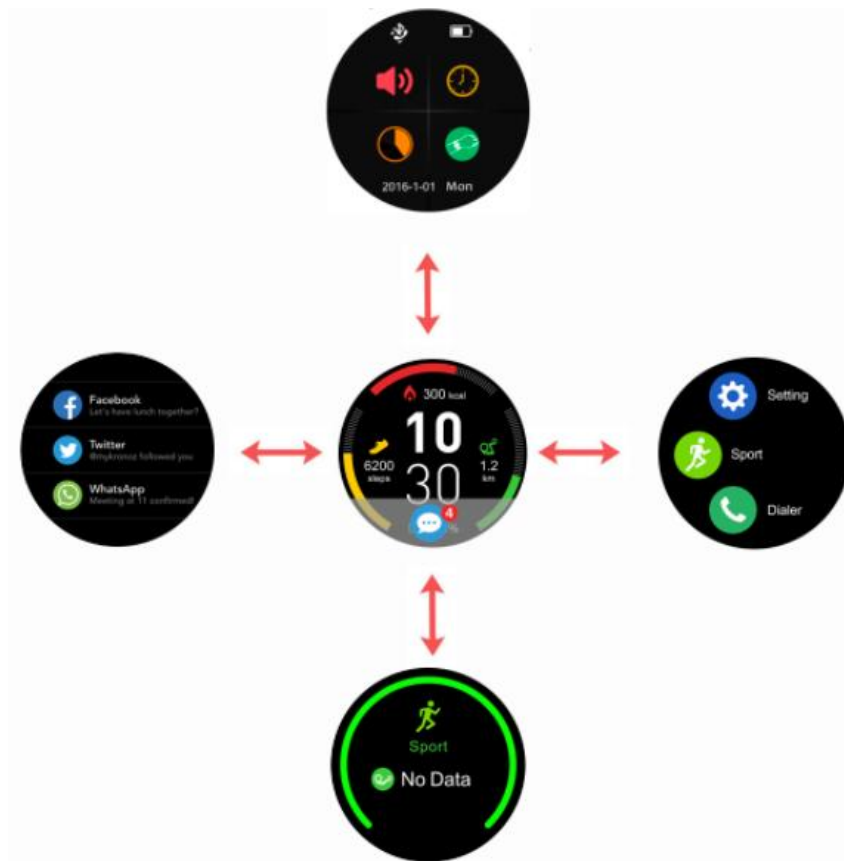 2016-1-01 Mon
Facebook
Let's have lunch together?
Twitter
@mykronoz followed you
WhatsApp
Meeting at 11 confirmed!
300 kcal
10
6200
steps
1.2
km
30
4
Setting
Sport
Dialer
Sport
No Data